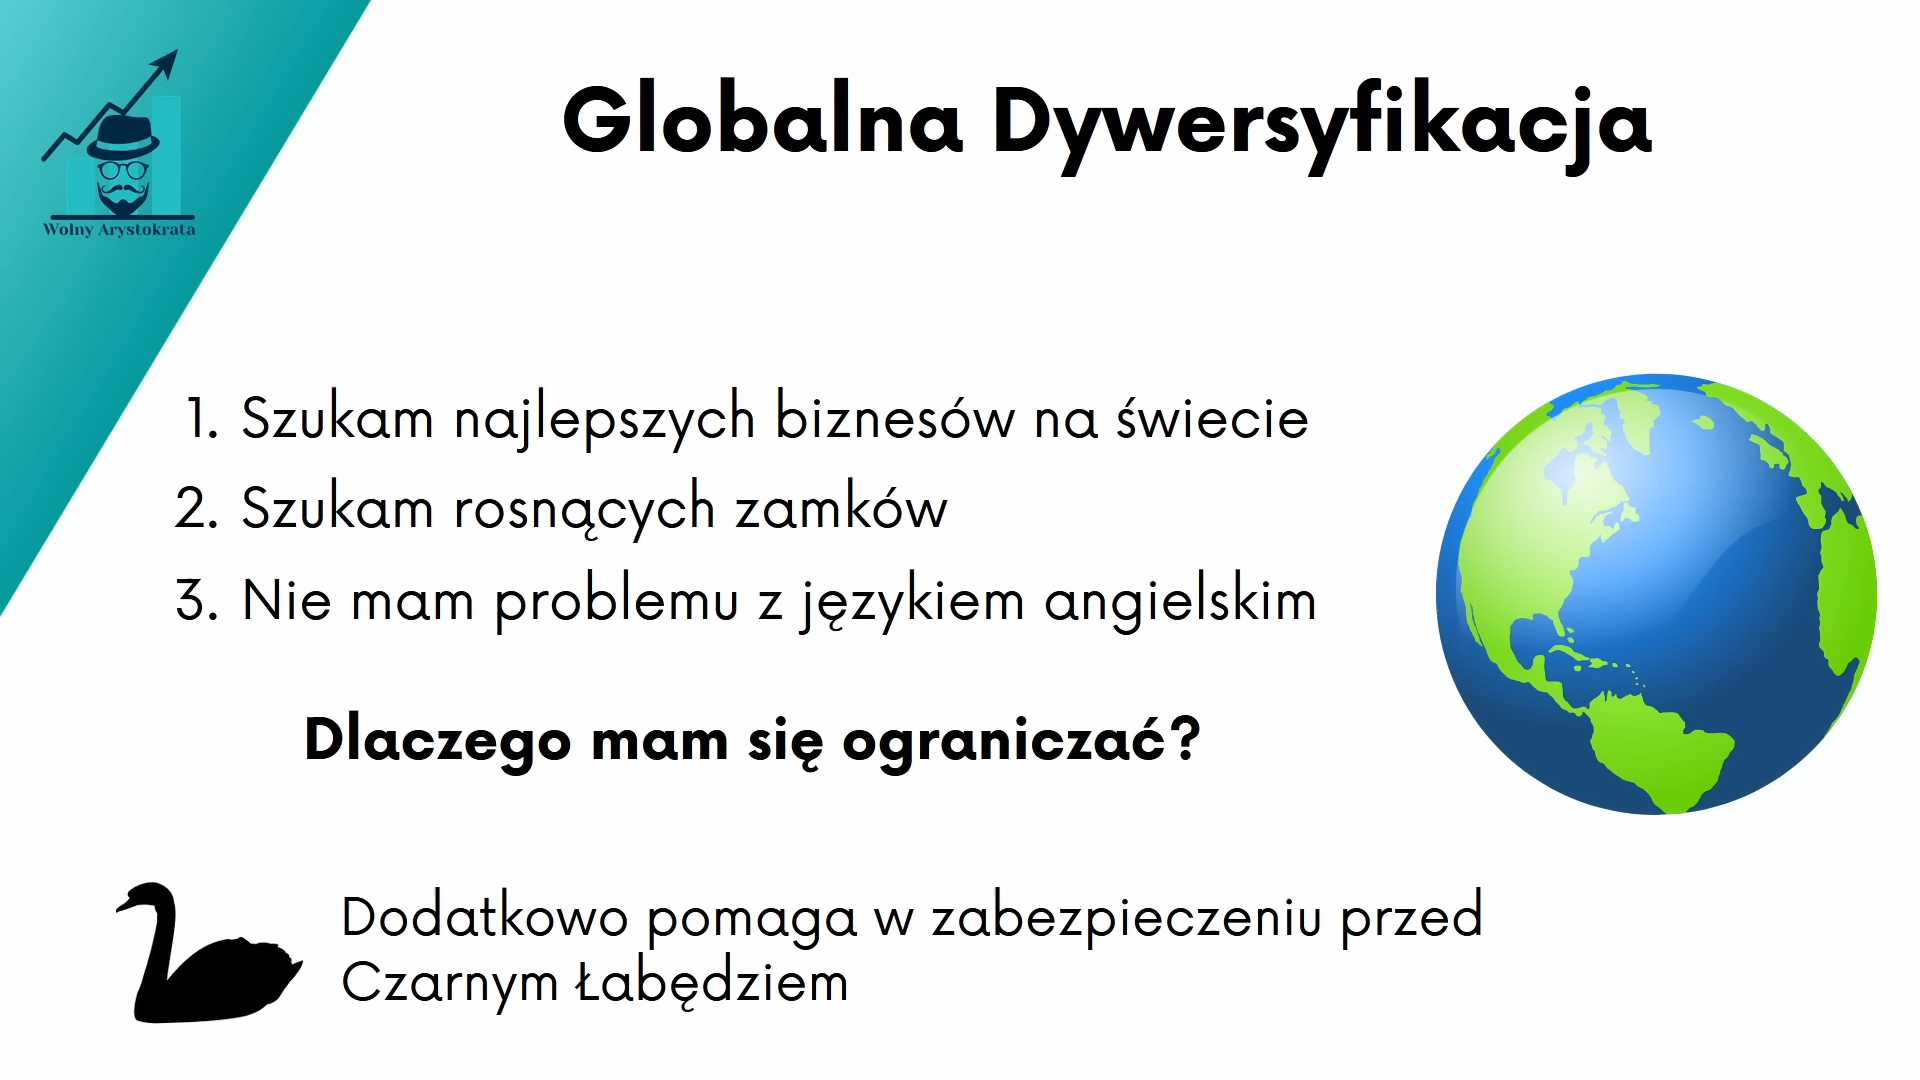 Wolny Arystokrata
Globalna Dywersyfikacja
1. Szukam najlepszych biznesów na świecie
2. Szukam rosnących zamków
3. Nie mam problemu z językiem angielskim
Dlaczego mam się ograniczać?
Dodatkowo pomaga w zabezpieczeniu przed
Czarnym Łabędziem